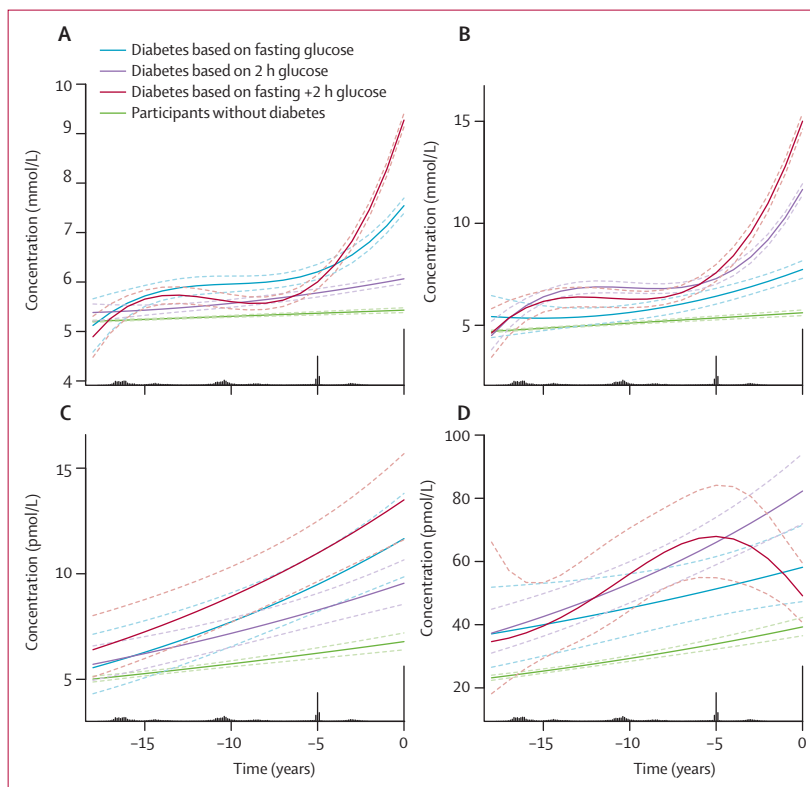 A
B
Diabetes based on fasting glucose
Diabetes based on 2 h glucose
Diabetes based on fasting +2 h glucose
Participants without diabetes
Concentration (mmol/L)
10
9
8
7
6
5
4
Concentration (mmol/L)
15
10
5
C
D
Concentration (pmol/L)
15
10
5
−15
−10
−5
0
Time (years)
Concentration (pmol/L)
100
80
60
40
20
−15
−10
−5
0
Time (years)